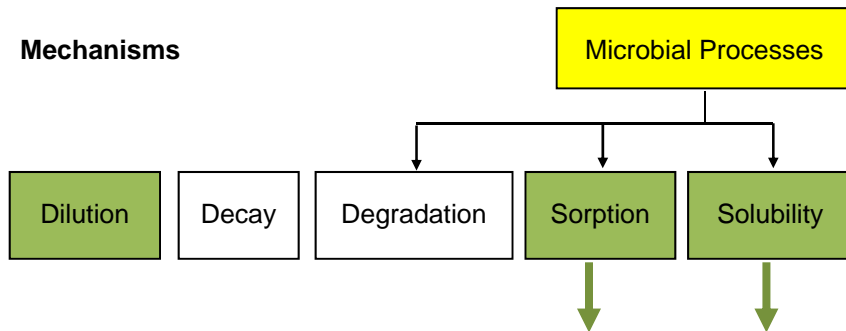 Mechanisms
Microbial Processes
Dilution
Decay
Degradation
Sorption
Solubility